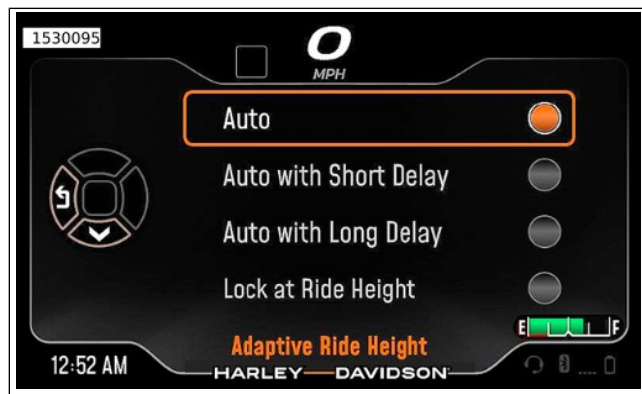 1530095
0
MPH
Auto
Auto with Short Delay
Auto with Long Delay
Lock at Ride Height
E F
Adaptive Ride Height
12:52 AM
HARLEY-DAVIDSON